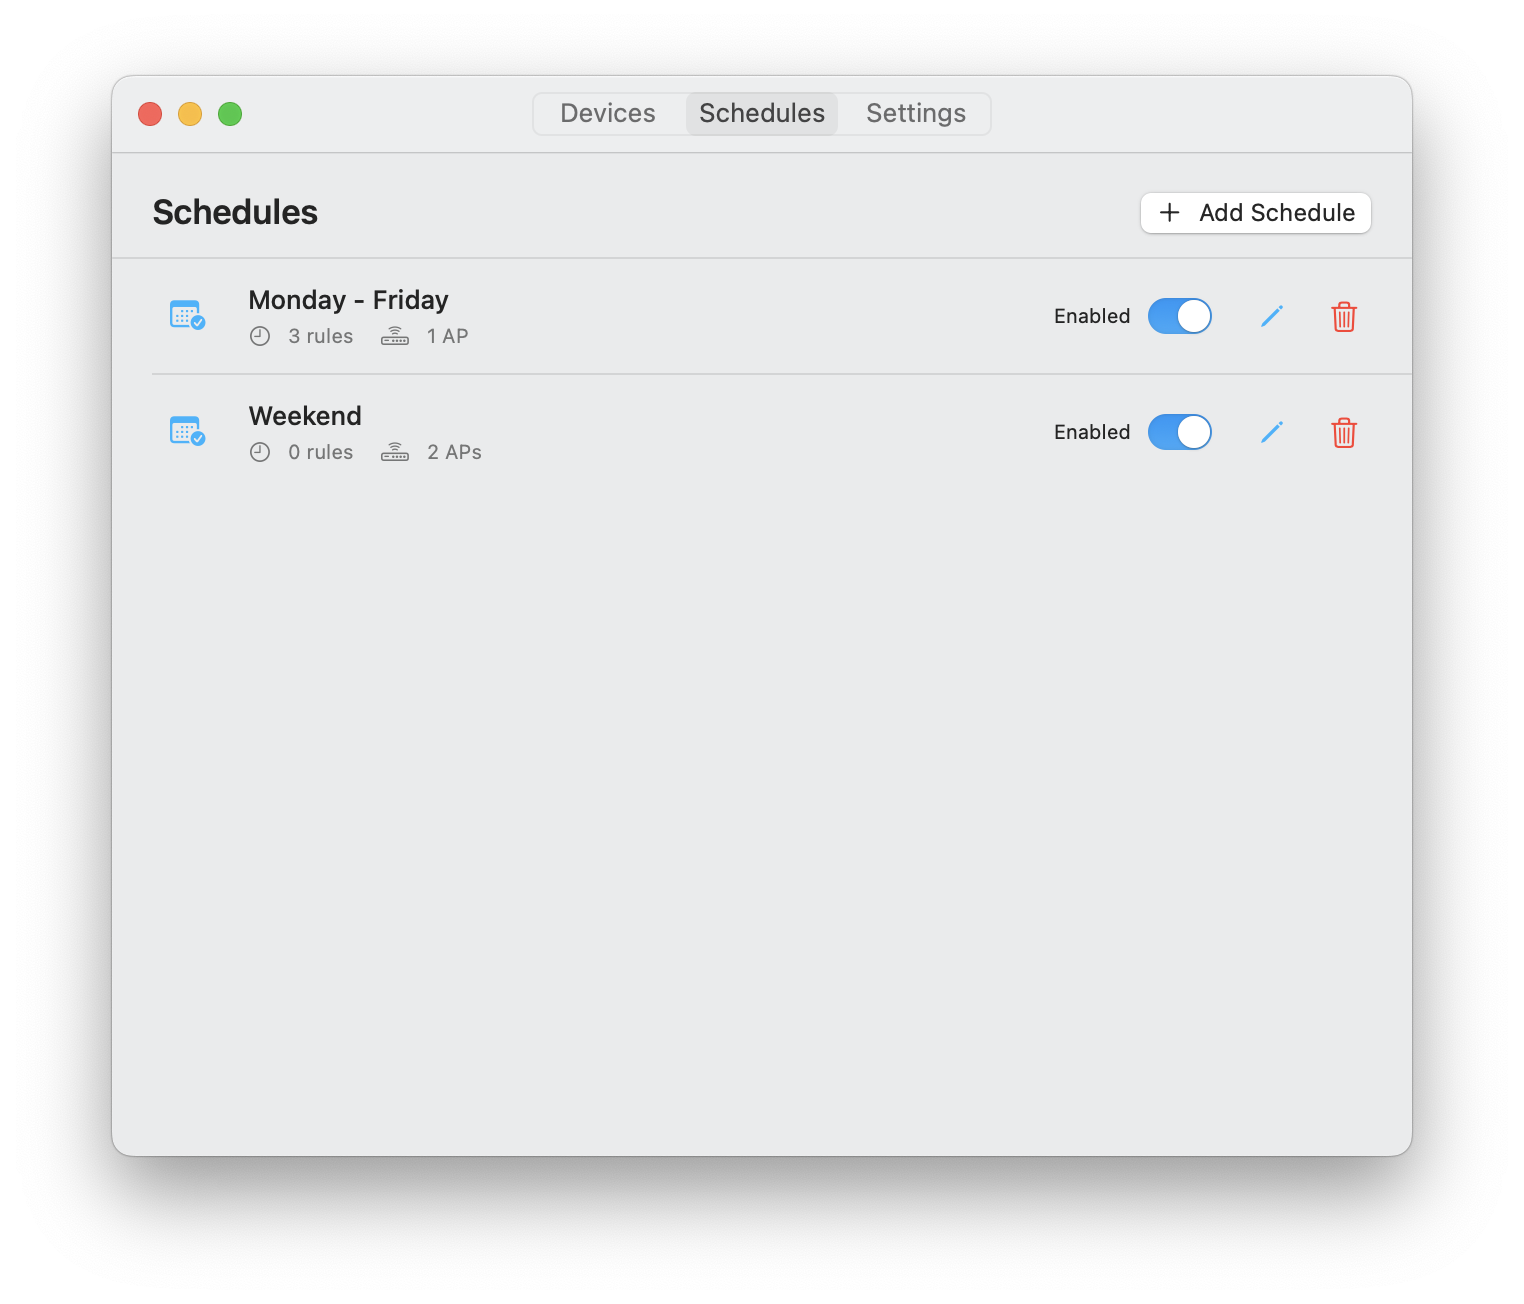 Devices Schedules Settings
Schedules
Add Schedule
Monday - Friday
3 rules 1 AP
Enabled
Weekend
0 rules 2 APs
Enabled